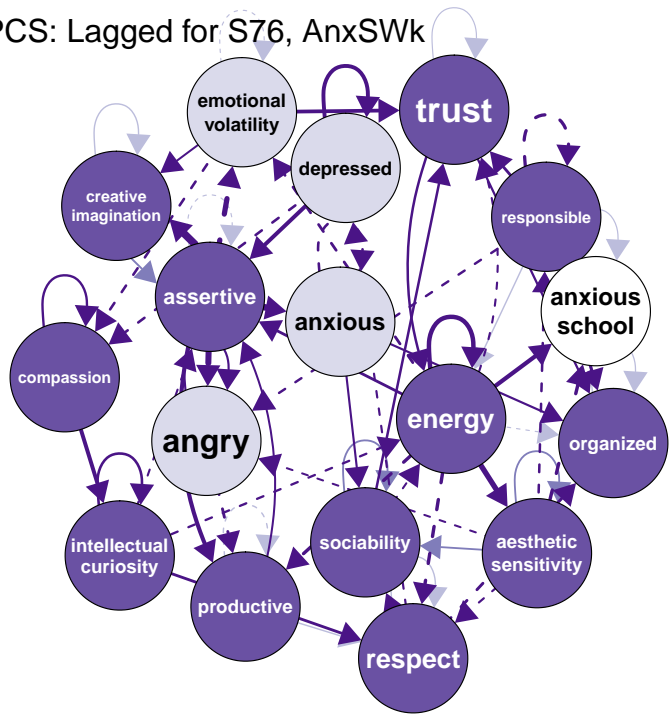 PCS: Lagged for S76, AnxSWk
emotional
volatility
trust
depressed
creative
imagination
responsible
assertive
anxious
anxious
school
compassion
energy
angry
organized
intellectual
curiosity
sociability
aesthetic
sensitivity
productive
respect